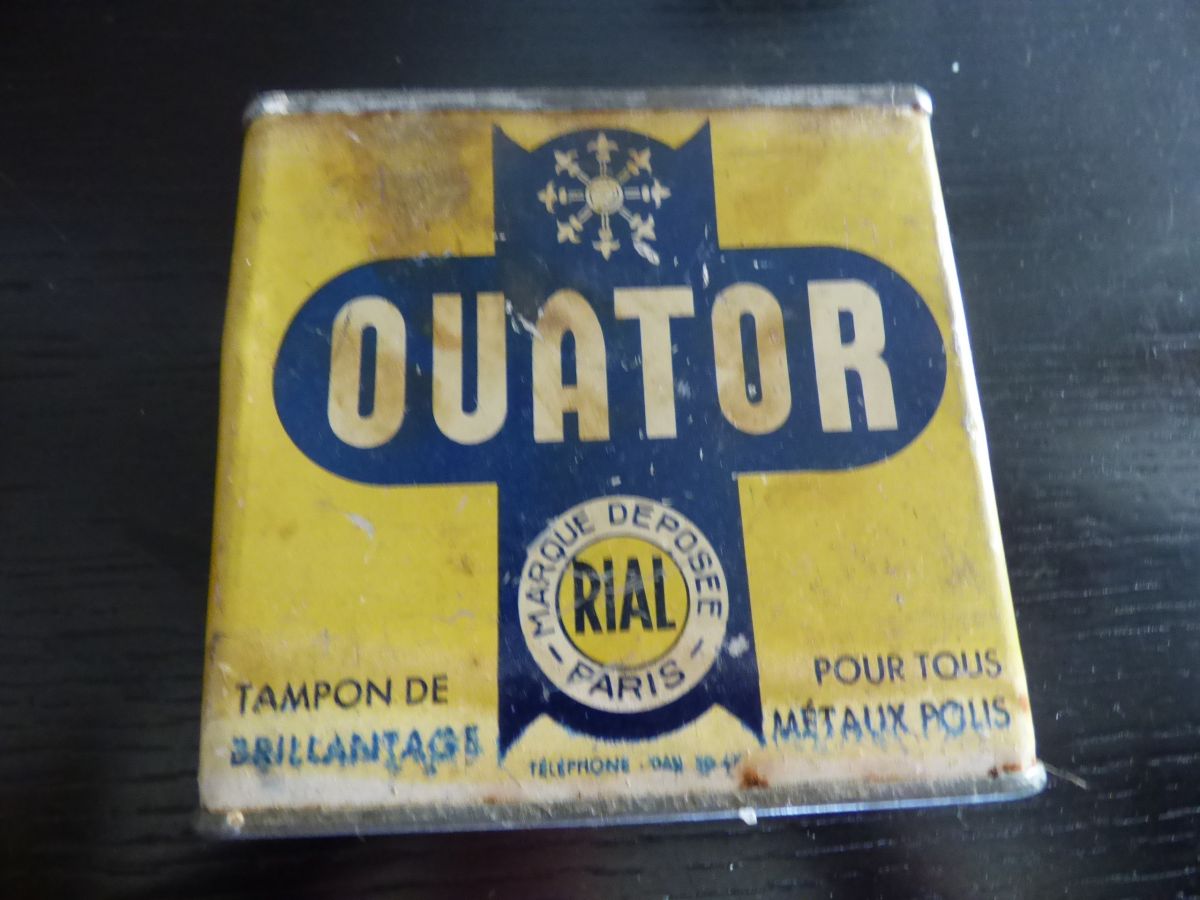 OUATOR
MARQUE DEPOSEE
RIAL
- PARIS -
TAMPON DE
BRILLANTAGE
POUR TOUS
MÉTAUX POLIS
TÉLÉPHONE